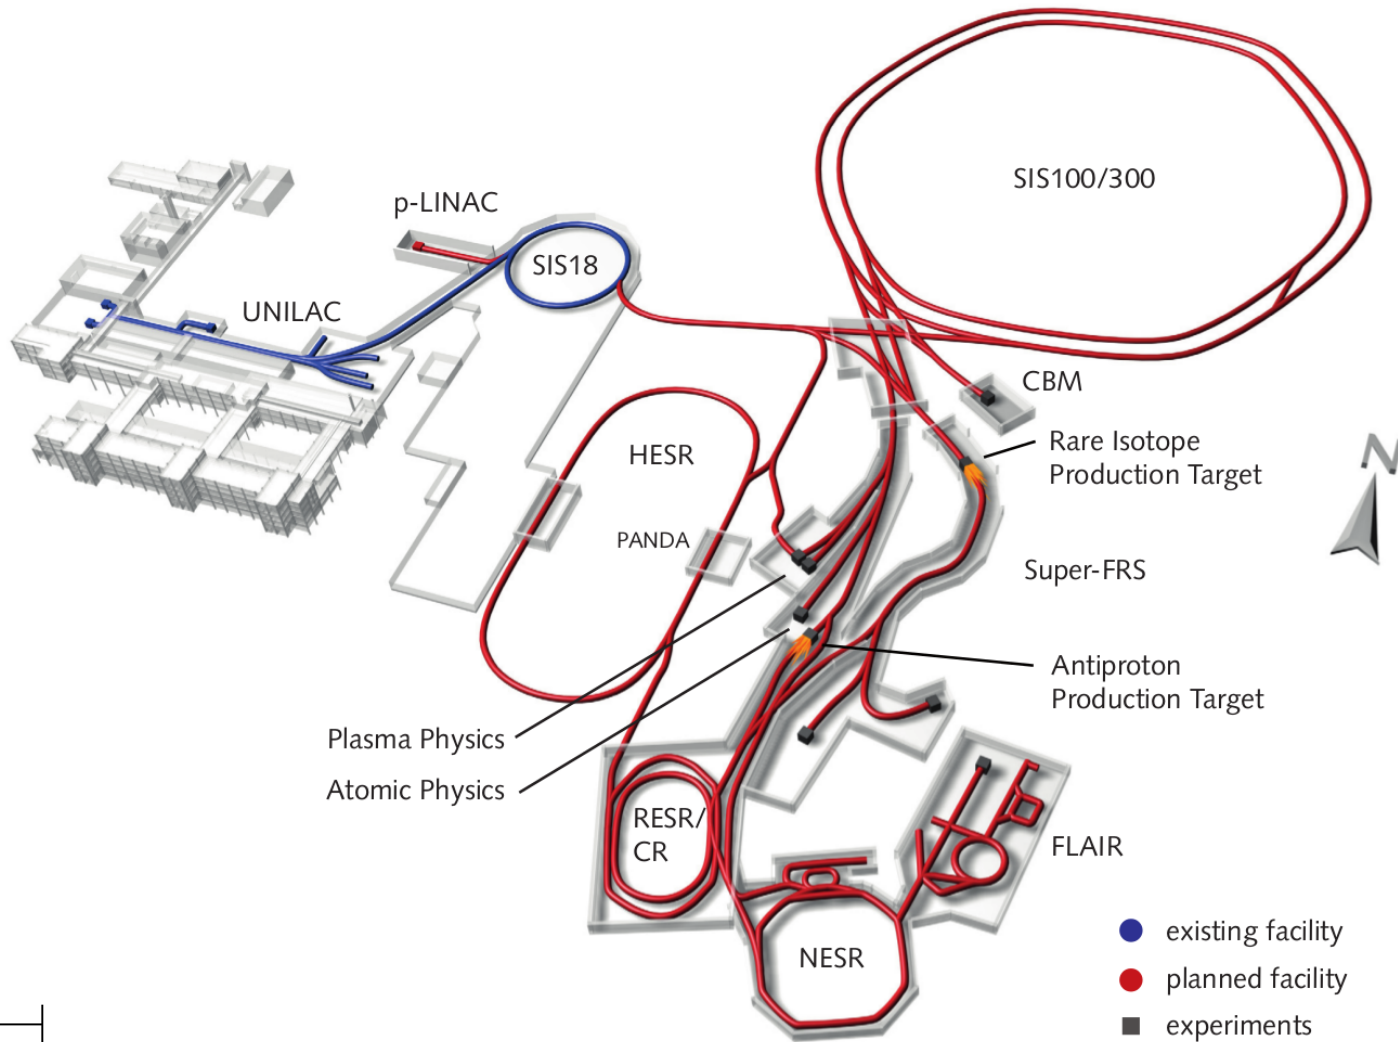 SIS100/300
p-LINAC
SIS18
UNILAC
CBM
HESR
Rare Isotope
Production Target
N
PANDA
Super-FRS
Antiproton
Production Target
Plasma Physics
Atomic Physics
RESR/
CR
FLAIR
NESR
existing facility
planned facility
experiments